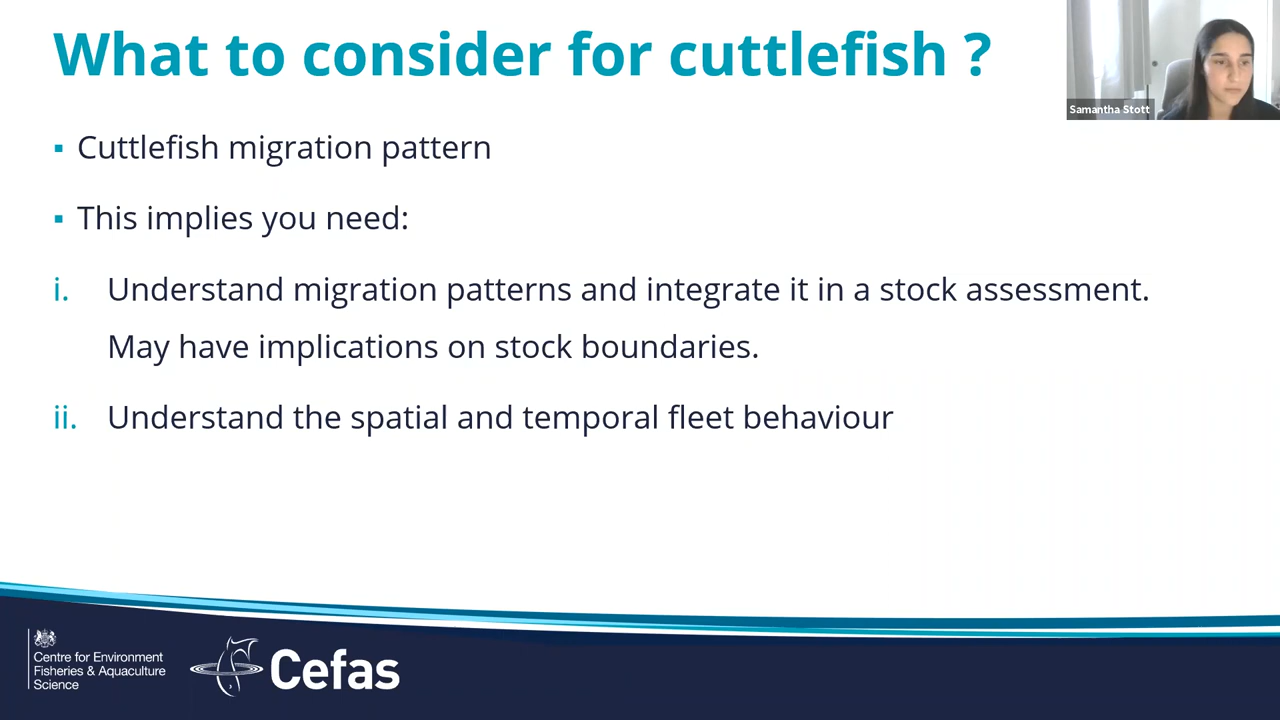 What to consider for cuttlefish ?
Samantha Stott
▪ Cuttlefish migration pattern
▪ This implies you need:
i. Understand migration patterns and integrate it in a stock assessment.
May have implications on stock boundaries.
ii. Understand the spatial and temporal fleet behaviour
Centre for Environment
Fisheries & Aquaculture
Science
Cefas